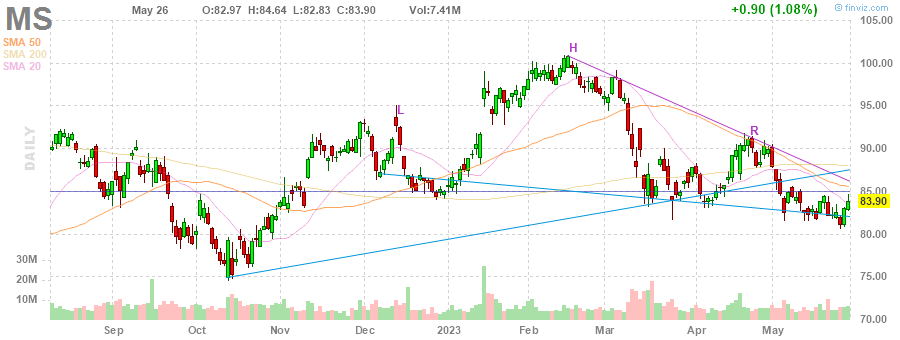 MS May 26 O:82.97 H:84.64 L:82.83 C:83.90 Vol:7.41M +0.90 (1.08%) © finviz.com
SMA 50
SMA 200
SMA 20
DAILY
L
H
R
105.00
100.00
95.00
90.00
85.00
83.90
80.00
75.00
70.00
30M
20M
10M
Sep Oct Nov Dec 2023 Feb Mar Apr May